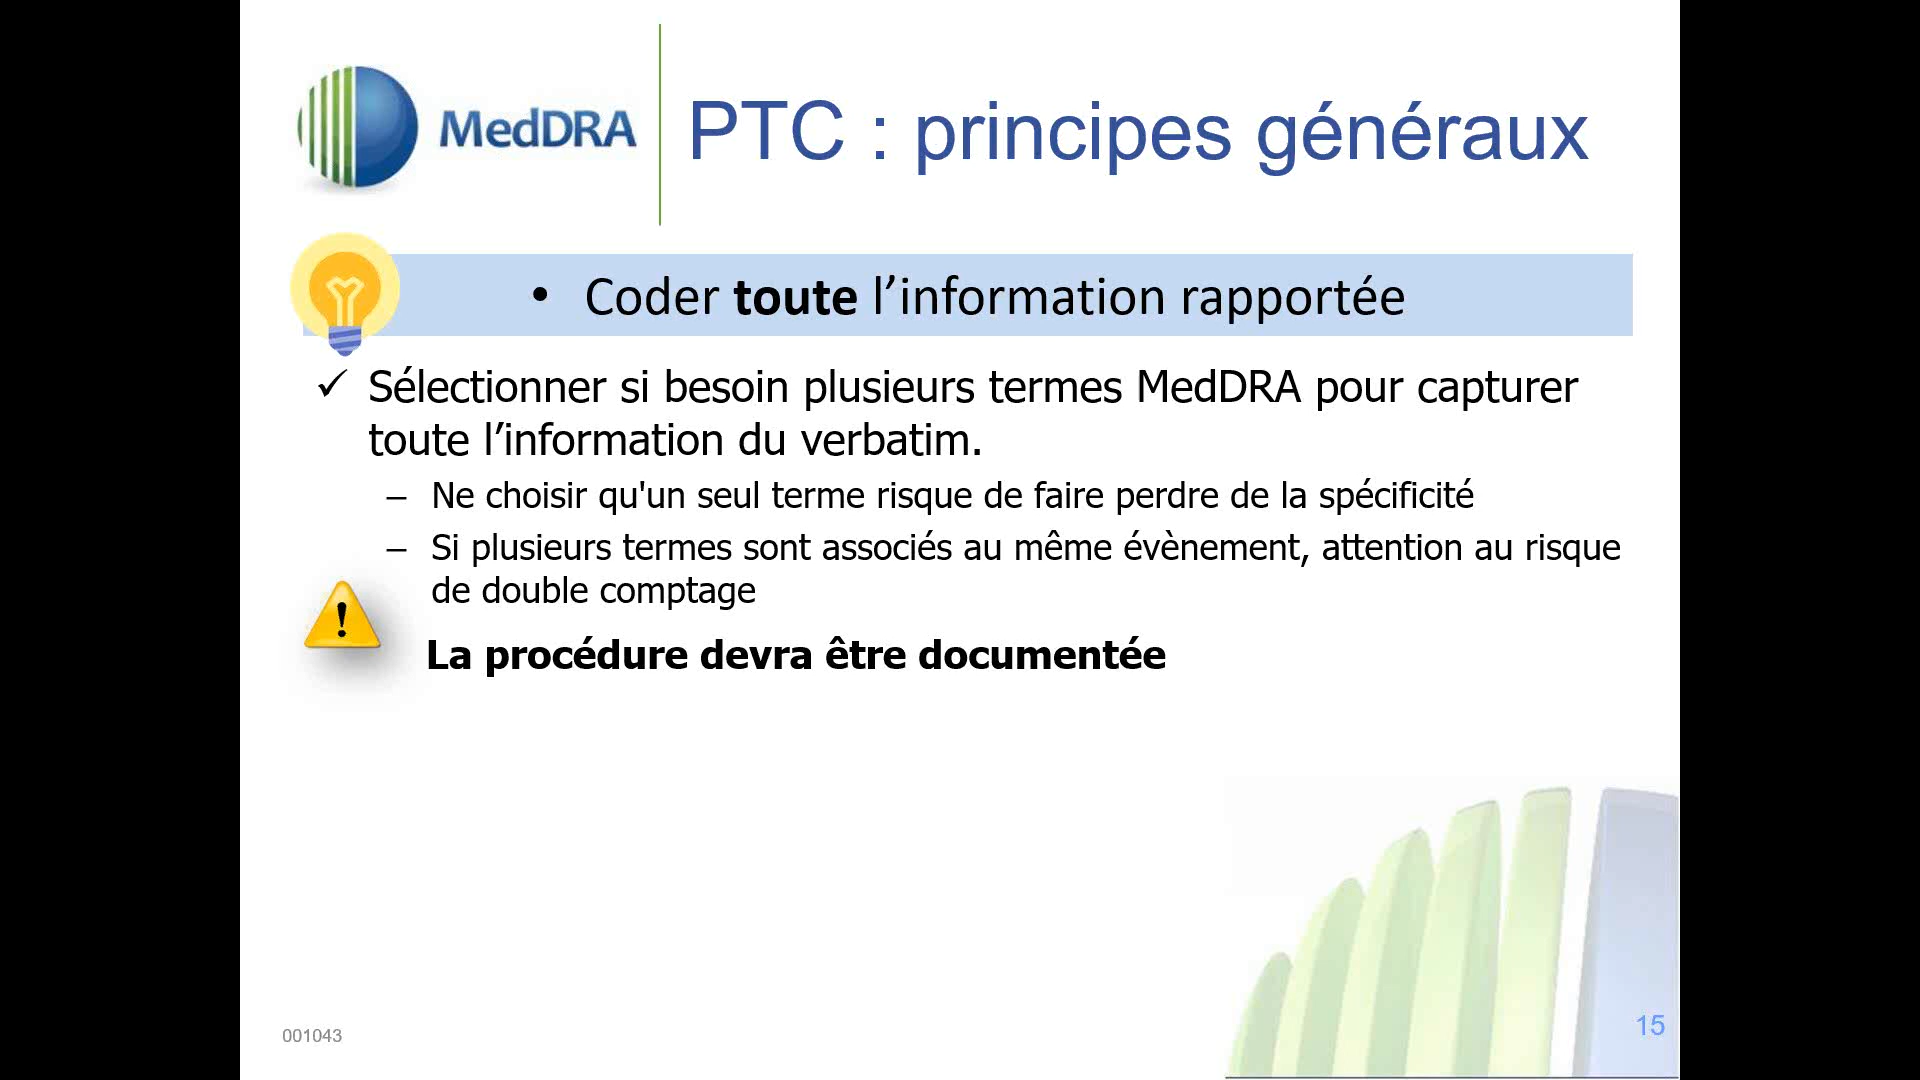 MedDRA
PTC : principes généraux
• Coder toute l’information rapportée
✓ Sélectionner si besoin plusieurs termes MedDRA pour capturer
toute l’information du verbatim.
– Ne choisir qu'un seul terme risque de faire perdre de la spécificité
– Si plusieurs termes sont associés au même évènement, attention au risque
de double comptage
!
La procédure devra être documentée
001043
15